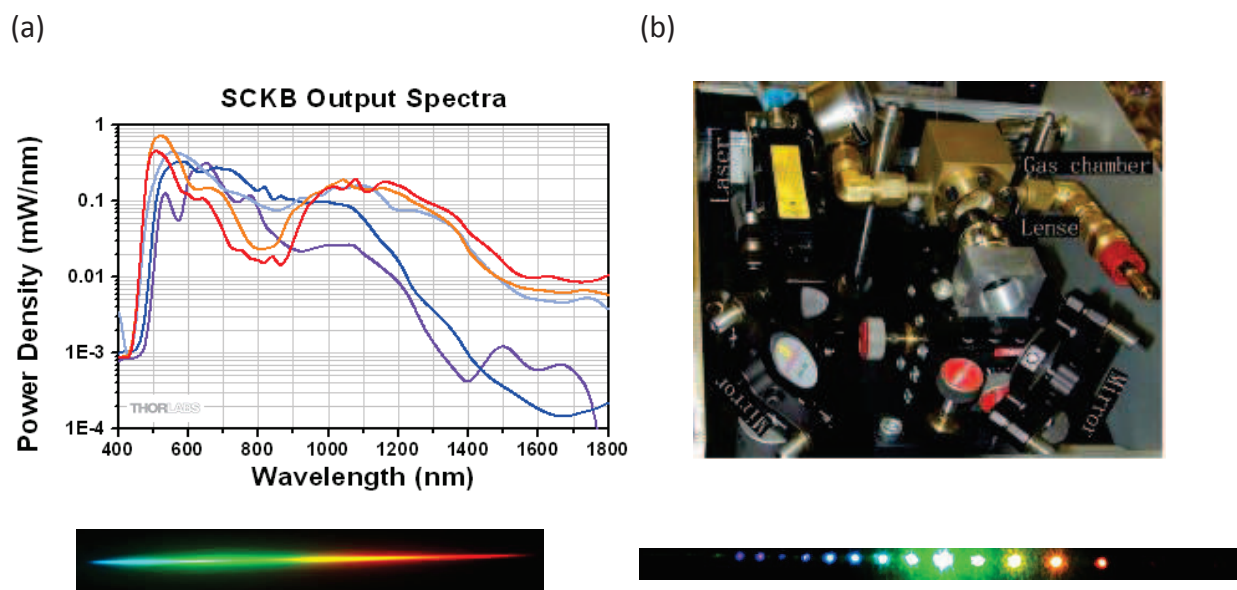 (a)
(b)
SCKB Output Spectra
Power Density (mW/nm)
1
0.1
0.01
1E-3
1E-4
THORLABS
400 600 800 1000 1200 1400 1600 1800
Wavelength (nm)
Laser
Gas chamber
Lense
Mirror
Mirror